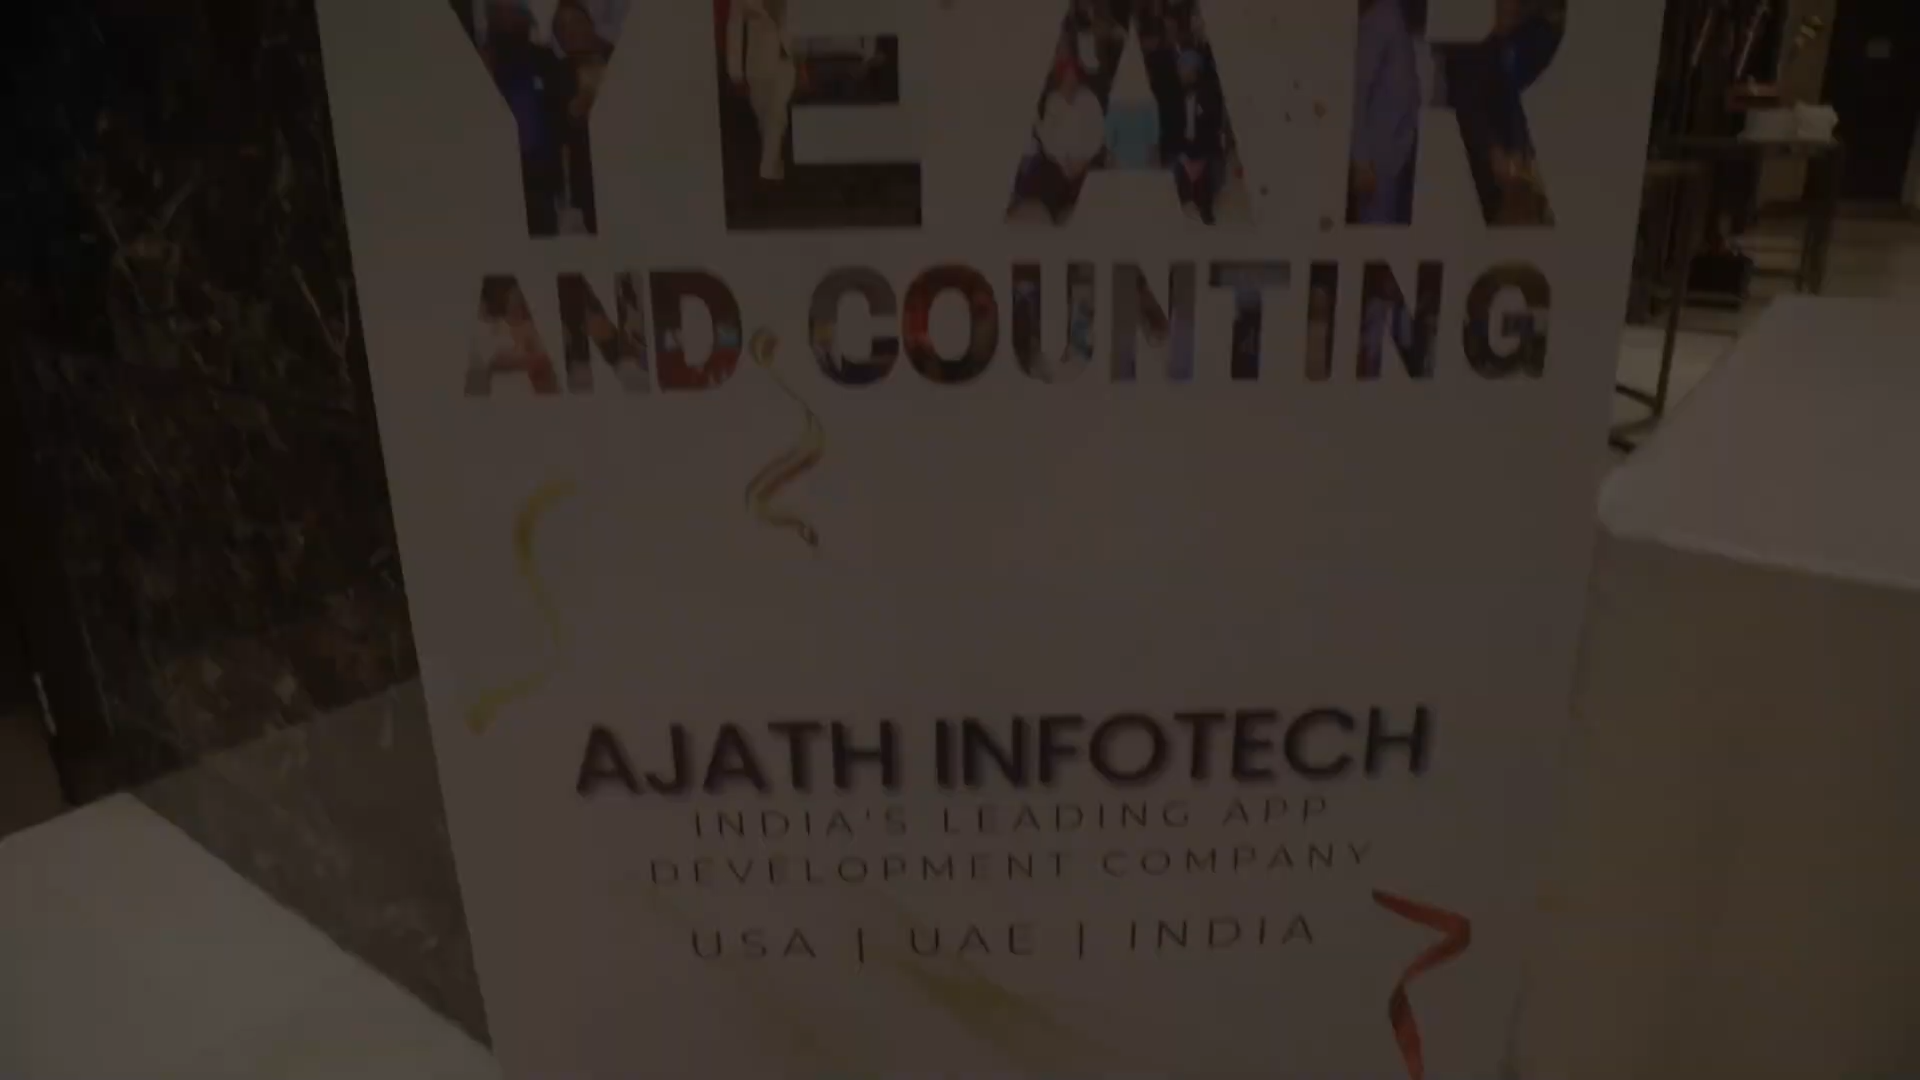 YEAR
AND COUNTING
AJATH INFOTECH
INDIA'S LEADING APP
DEVELOPMENT COMPANY
USA | UAE | INDIA